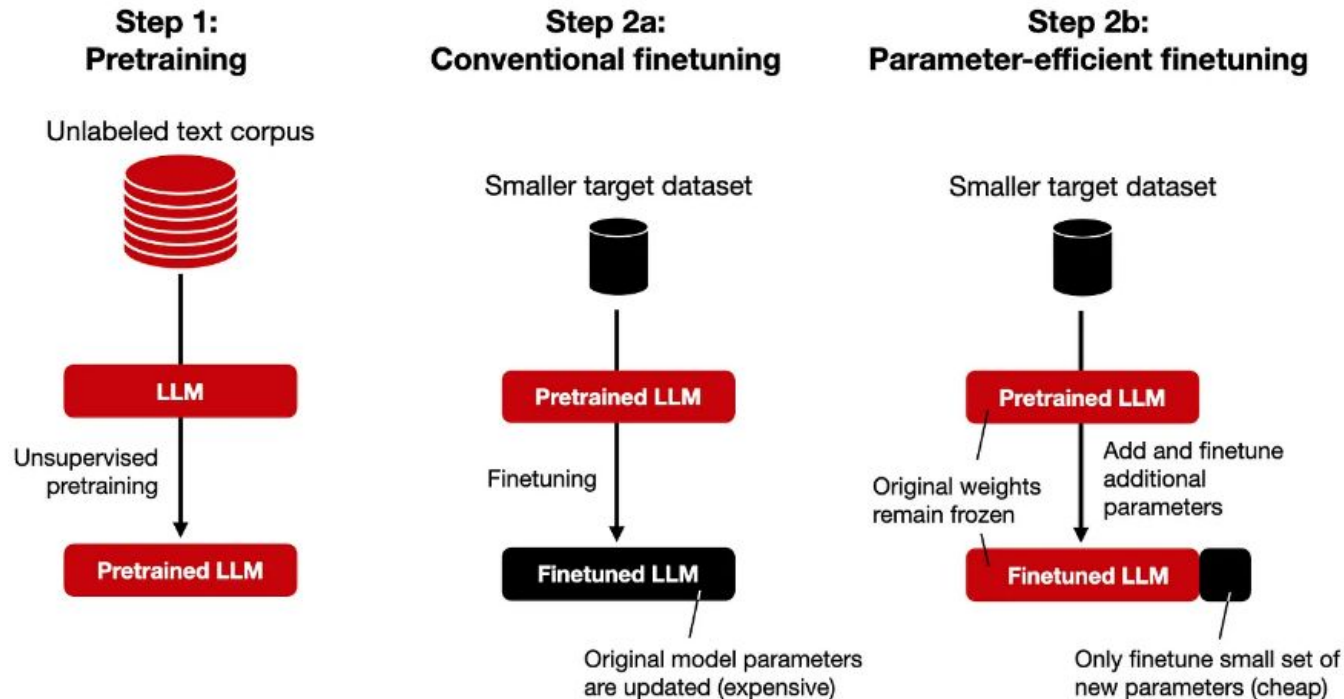 Step 1:
Pretraining
Unlabeled text corpus
LLM
Unsupervised
pretraining
Pretrained LLM
Step 2a:
Conventional finetuning
Smaller target dataset
Pretrained LLM
Finetuning
Finetuned LLM
Original model parameters
are updated (expensive)
Step 2b:
Parameter-efficient finetuning
Smaller target dataset
Pretrained LLM
Original weights
remain frozen
Add and finetune
additional
parameters
Finetuned LLM
Only finetune small set of
new parameters (cheap)